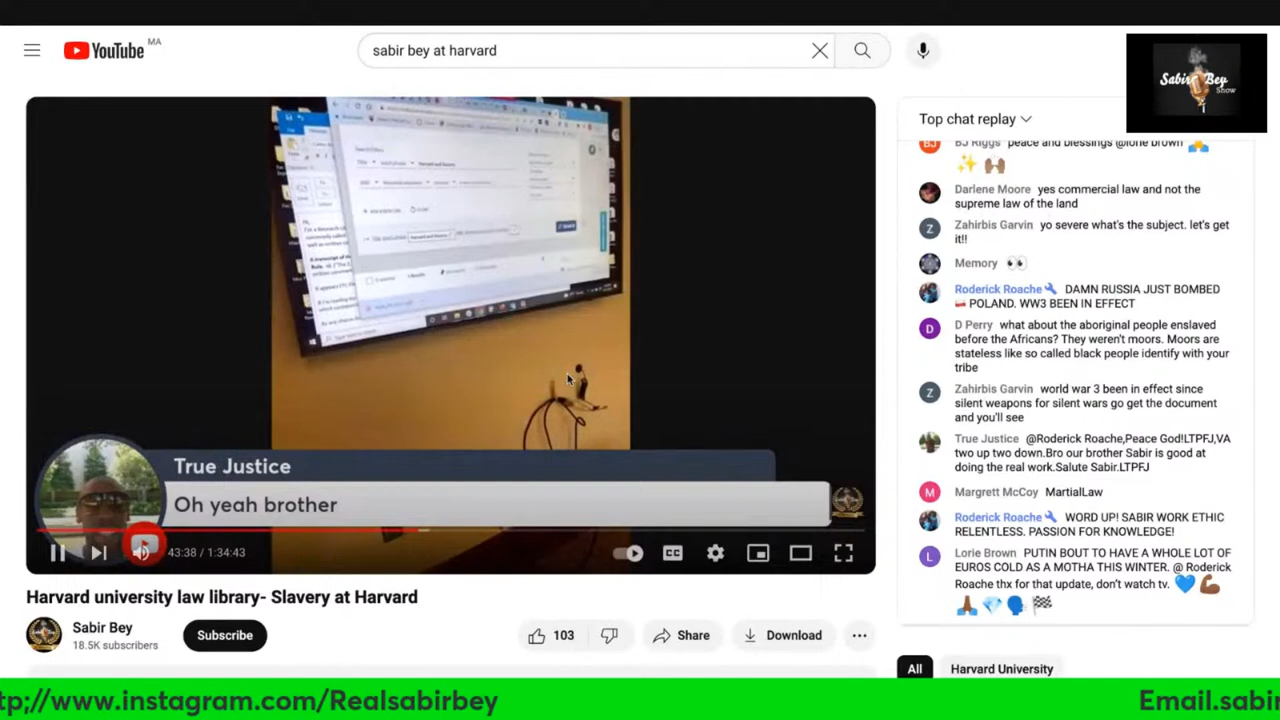 YouTube MA
sabir bey at harvard
Sabir Bey
Show
Top chat replay
BJ Riggs peace and blessings @lorie brown 🙏
✨ 🙌🏽
Darlene Moore yes commercial law and not the
supreme law of the land
Zahirbis Garvin yo severe what's the subject. let's get
it!!
Memory 👀
Roderick Roache 🔧 DAMN RUSSIA JUST BOMBED
🇵🇱 POLAND. WW3 BEEN IN EFFECT
D Perry what about the aboriginal people enslaved
before the Africans? They weren't moors. Moors are
stateless like so called black people identify with your
tribe
Zahirbis Garvin world war 3 been in effect since
silent weapons for silent wars go get the document
and you'll see
True Justice @Roderick Roache,Peace God!LTPFJ,VA
two up two down.Bro our brother Sabir is good at
doing the real work.Salute Sabir.LTPFJ
Margrett McCoy MartialLaw
Roderick Roache 🔧 WORD UP! SABIR WORK ETHIC
RELENTLESS. PASSION FOR KNOWLEDGE!
Lorie Brown PUTIN BOUT TO HAVE A WHOLE LOT OF
EUROS COLD AS A MOTHA THIS WINTER. @ Roderick
Roache thx for that update, don't watch tv. 💙 💪🏾
🙏🏾 💎 🗣 🏁
Harvard and Slavery
True Justice
Oh yeah brother
43:38 / 1:34:43
CC
Harvard university law library- Slavery at Harvard
Sabir Bey
18.5K subscribers
Subscribe
103
Share
Download
All
Harvard University
tp;//www.instagram.com/Realsabirbey
Email.sabir